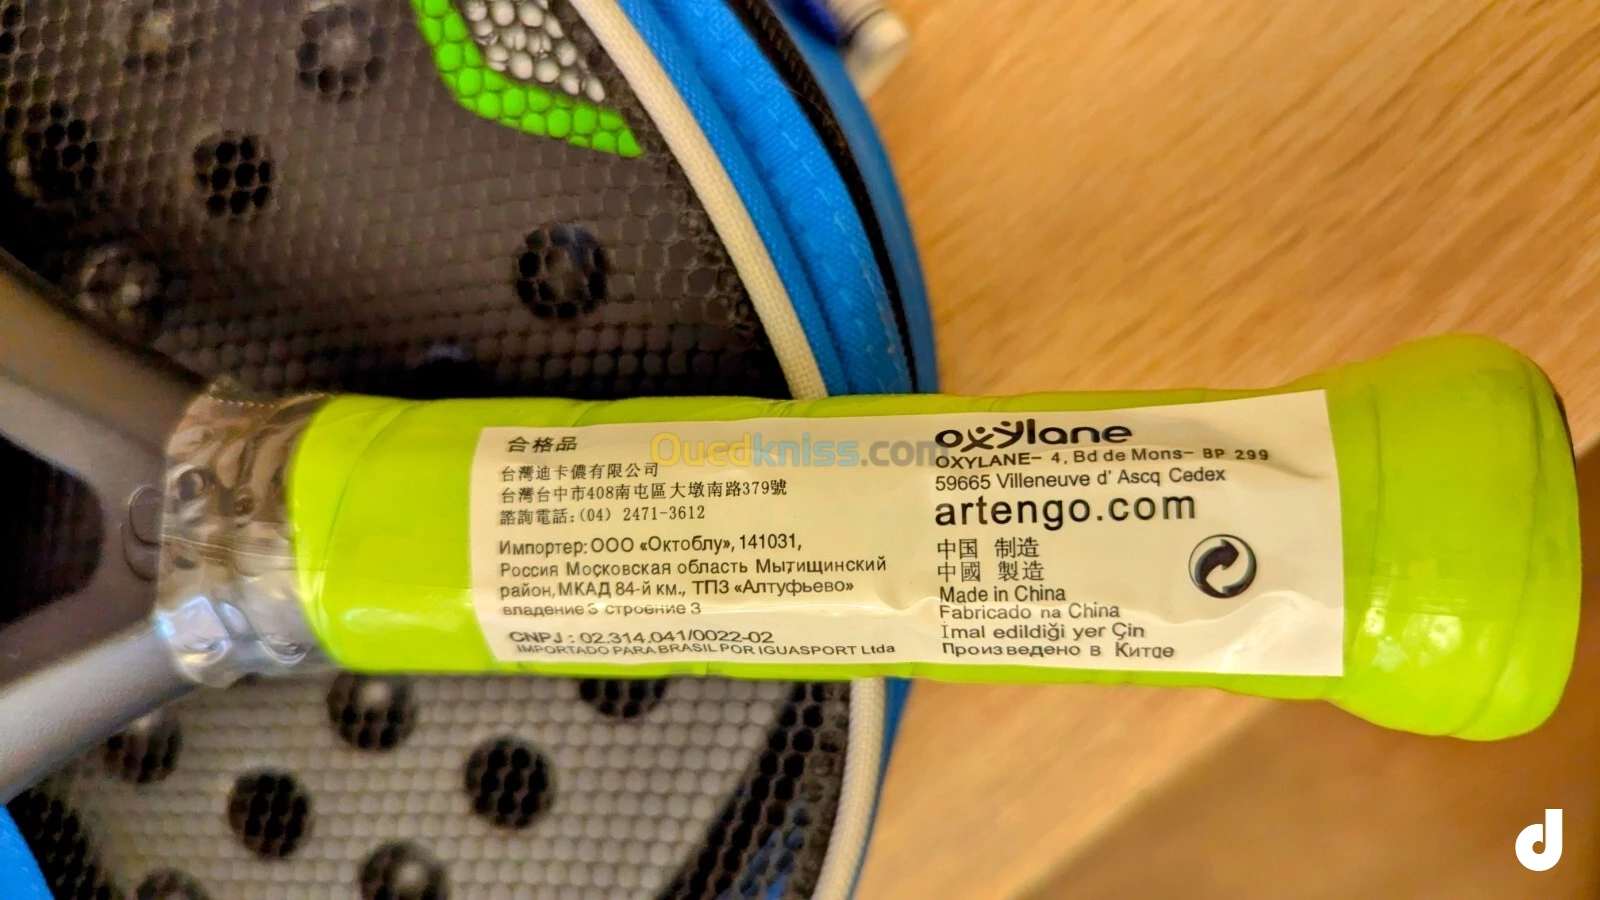 合格品
台灣迪卡儂有限公司
台灣台中市408南屯區大墩南路379號
諮詢電話:(04) 2471-3612
Импортер: ООО «Октоблу», 141031,
Россия Московская область Мытищинский
район, МКАД 84-й км., ТПЗ «Алтуфьево»
владение 3 строение 3
CNPJ : 02.314.041/0022-02
IMPORTADO PARA BRASIL POR IGUASPORT Ltda
oxylane
OXYLANE- 4, Bd de Mons- BP 299
59665 Villeneuve d' Ascq Cedex
artengo.com
中国 制造
中國 製造
Made in China
Fabricado na China
İmal edildiği yer Çin
Произведено в Китае
Ouedkniss.com
d